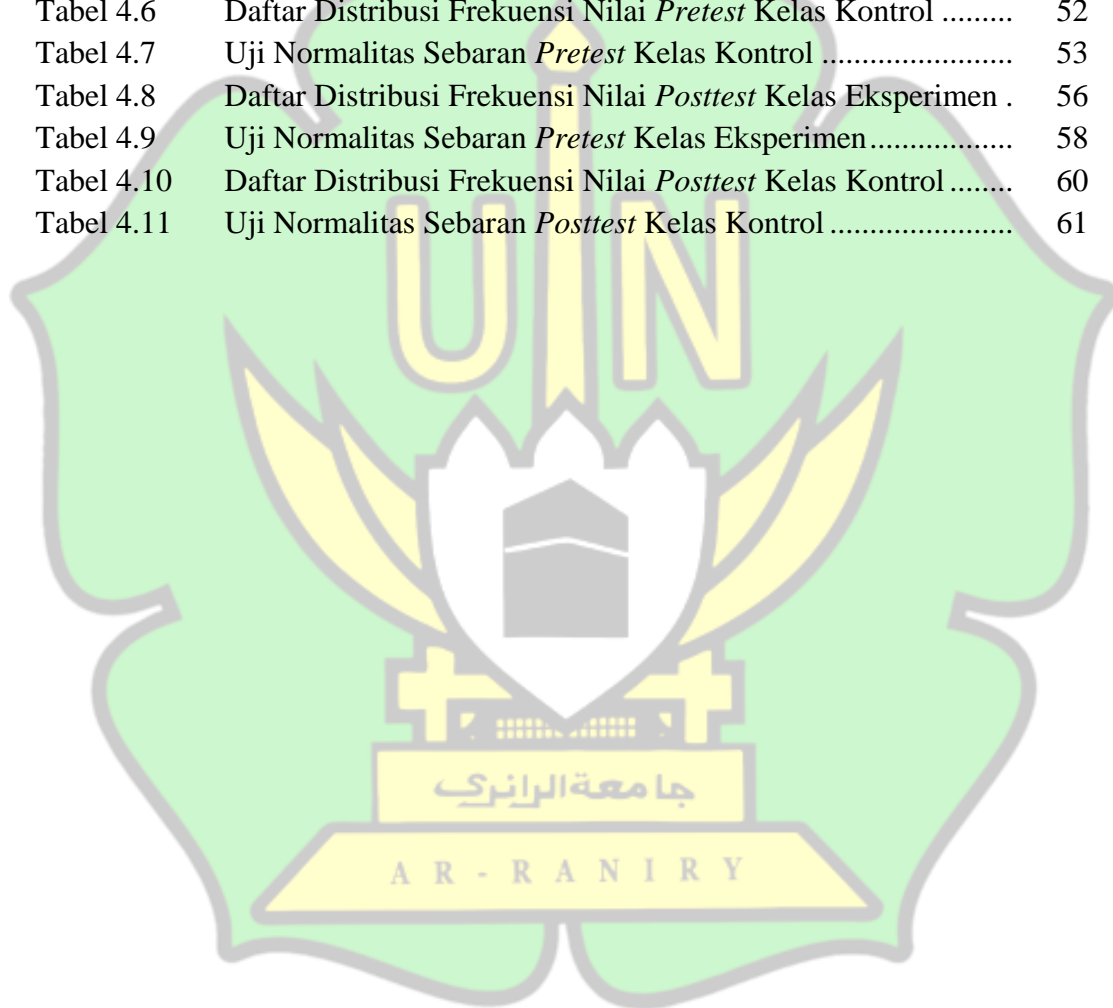 Tabel 4.6 Daftar Distribusi Frekuensi Nilai Pretest Kelas Kontrol ......... 52
Tabel 4.7 Uji Normalitas Sebaran Pretest Kelas Kontrol ....................... 53
Tabel 4.8 Daftar Distribusi Frekuensi Nilai Posttest Kelas Eksperimen . 56
Tabel 4.9 Uji Normalitas Sebaran Pretest Kelas Eksperimen................. 58
Tabel 4.10 Daftar Distribusi Frekuensi Nilai Posttest Kelas Kontrol ........ 60
Tabel 4.11 Uji Normalitas Sebaran Posttest Kelas Kontrol ...................... 61
UIN
جامعةالرانري
AR-RANIRY